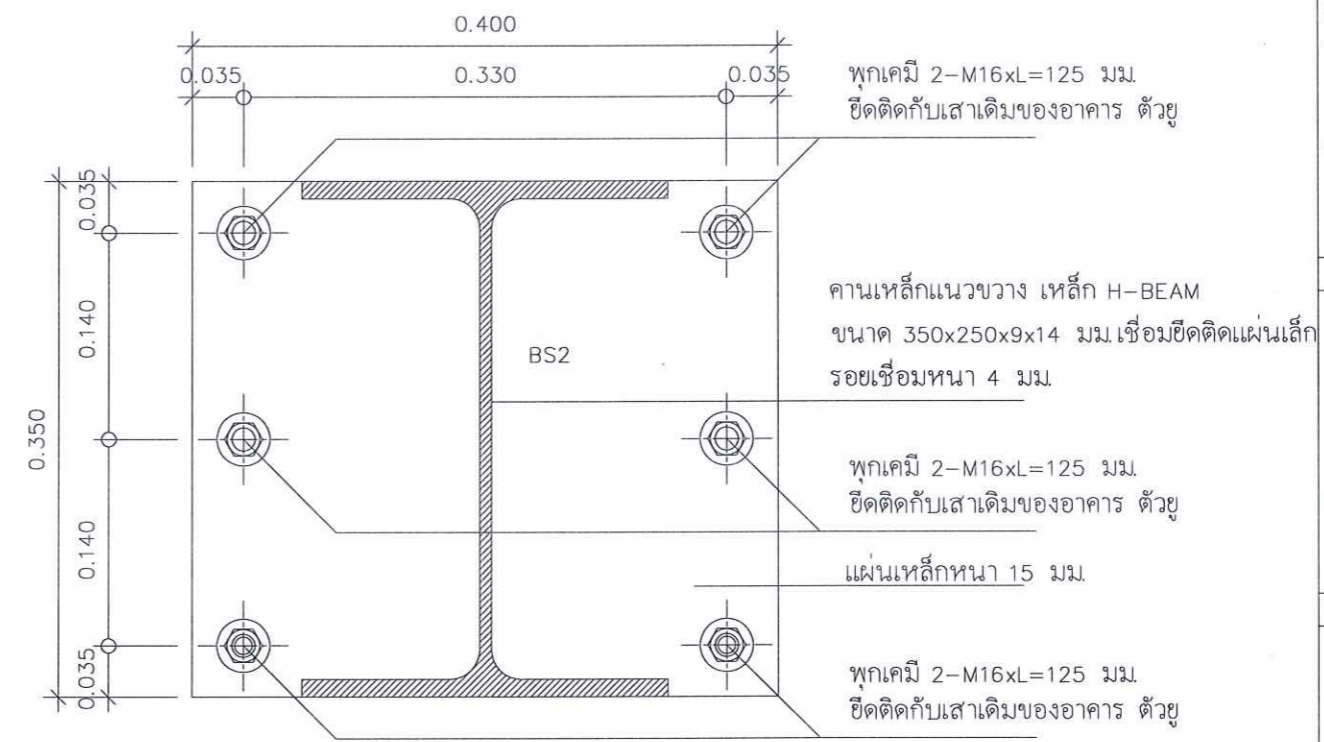 0.400
0.035 0.330 0.035
พุกเคมี 2-M16xL=125 มม.
ยึดติดกับเสาเดิมของอาคาร ตัวยู
0.035
0.140
0.350
0.140
0.035
คานเหล็กแนวขวาง เหล็ก H-BEAM
ขนาด 350x250x9x14 มม.เชื่อมยึดติดแผ่นเล็ก
รอยเชื่อมหนา 4 มม.
BS2
พุกเคมี 2-M16xL=125 มม.
ยึดติดกับเสาเดิมของอาคาร ตัวยู
แผ่นเหล็กหนา 15 มม.
พุกเคมี 2-M16xL=125 มม.
ยึดติดกับเสาเดิมของอาคาร ตัวยู